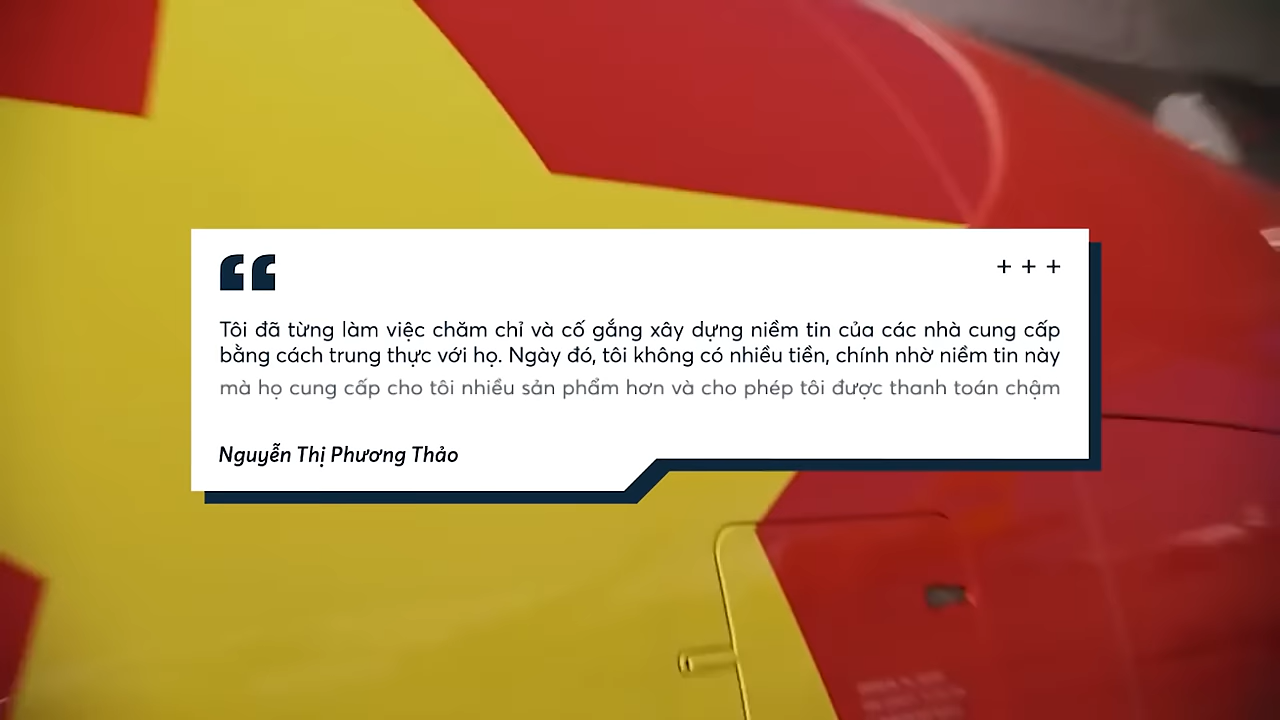 Tôi đã từng làm việc chăm chỉ và cố gắng xây dựng niềm tin của các nhà cung cấp
bằng cách trung thực với họ. Ngày đó, tôi không có nhiều tiền, chính nhờ niềm tin này
mà họ cung cấp cho tôi nhiều sản phẩm hơn và cho phép tôi được thanh toán chậm
Nguyễn Thị Phương Thảo